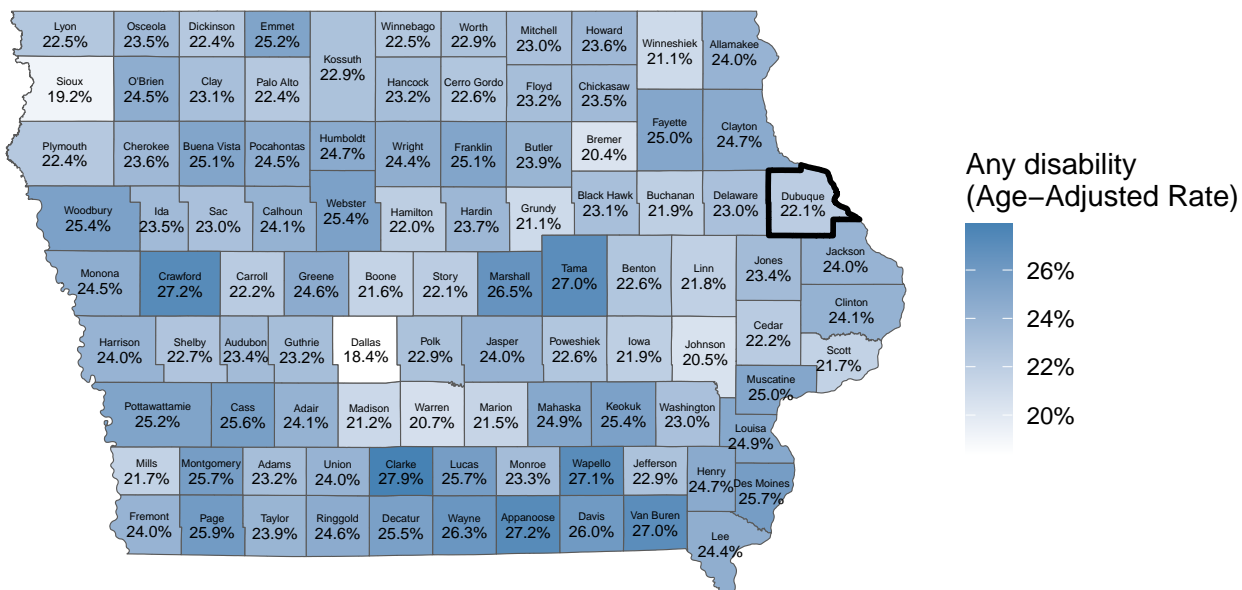 Lyon
22.5%
Osceola
23.5%
Dickinson
22.4%
Emmet
25.2%
Kossuth
22.9%
Winnebago
22.5%
Worth
22.9%
Mitchell
23.0%
Howard
23.6%
Winneshiek
21.1%
Allamakee
24.0%
Sioux
19.2%
O'Brien
24.5%
Clay
23.1%
Palo Alto
22.4%
Hancock
23.2%
Cerro Gordo
22.6%
Floyd
23.2%
Chickasaw
23.5%
Fayette
25.0%
Clayton
24.7%
Plymouth
22.4%
Cherokee
23.6%
Buena Vista
25.1%
Pocahontas
24.5%
Humboldt
24.7%
Wright
24.4%
Franklin
25.1%
Butler
23.9%
Bremer
20.4%
Woodbury
25.4%
Ida
23.5%
Sac
23.0%
Calhoun
24.1%
Webster
25.4%
Hamilton
22.0%
Hardin
23.7%
Grundy
21.1%
Black Hawk
23.1%
Buchanan
21.9%
Delaware
23.0%
Dubuque
22.1%
Monona
24.5%
Crawford
27.2%
Carroll
22.2%
Greene
24.6%
Boone
21.6%
Story
22.1%
Marshall
26.5%
Tama
27.0%
Benton
22.6%
Linn
21.8%
Jones
23.4%
Jackson
24.0%
Clinton
24.1%
Harrison
24.0%
Shelby
22.7%
Audubon
23.4%
Guthrie
23.2%
Dallas
18.4%
Polk
22.9%
Jasper
24.0%
Poweshiek
22.6%
Iowa
21.9%
Johnson
20.5%
Cedar
22.2%
Scott
21.7%
Muscatine
25.0%
Pottawattamie
25.2%
Cass
25.6%
Adair
24.1%
Madison
21.2%
Warren
20.7%
Marion
21.5%
Mahaska
24.9%
Keokuk
25.4%
Washington
23.0%
Louisa
24.9%
Mills
21.7%
Montgomery
25.7%
Adams
23.2%
Union
24.0%
Clarke
27.9%
Lucas
25.7%
Monroe
23.3%
Wapello
27.1%
Jefferson
22.9%
Henry
24.7%
Des Moines
25.7%
Fremont
24.0%
Page
25.9%
Taylor
23.9%
Ringgold
24.6%
Decatur
25.5%
Wayne
26.3%
Appanoose
27.2%
Davis
26.0%
Van Buren
27.0%
Lee
24.4%
Any disability
(Age−Adjusted Rate)
26%
24%
22%
20%